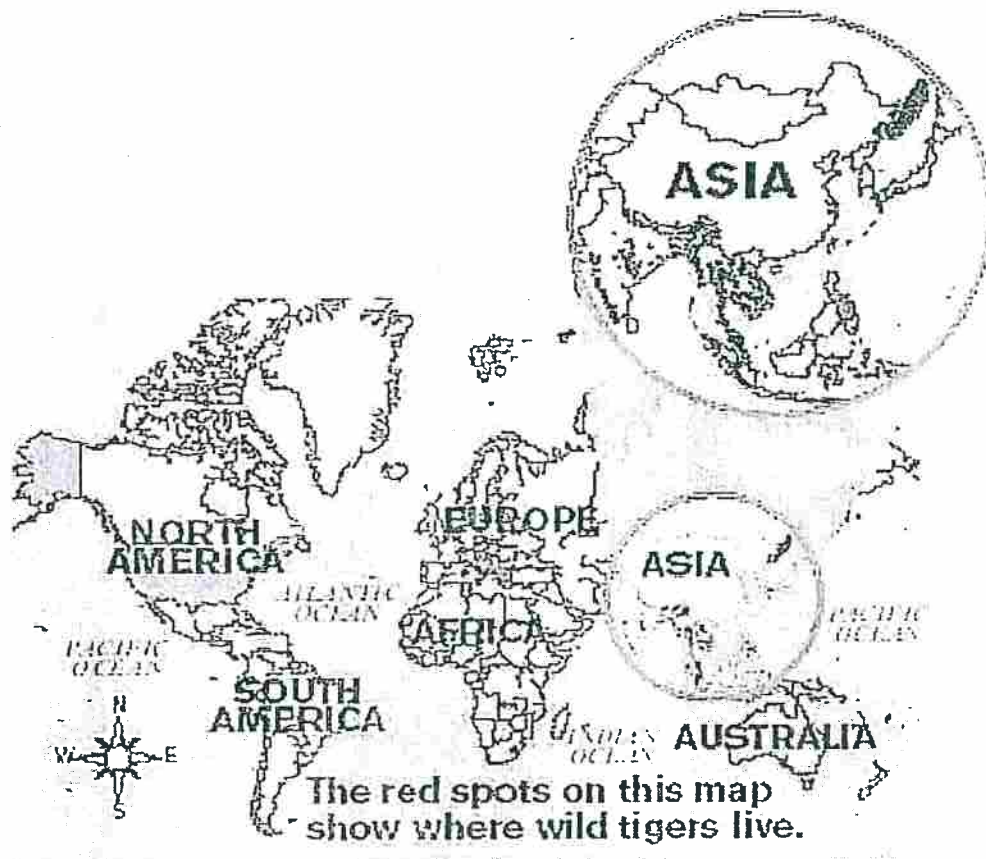 ASIA
NORTH
AMERICA
EUROPE
ASIA
ATLANTIC
OCEAN
AFRICA
PACIFIC
OCEAN
PACIFIC
OCEAN
SOUTH
AMERICA
INDIAN
OCEAN
AUSTRALIA
N
W E
S
The red spots on this map
show where wild tigers live.